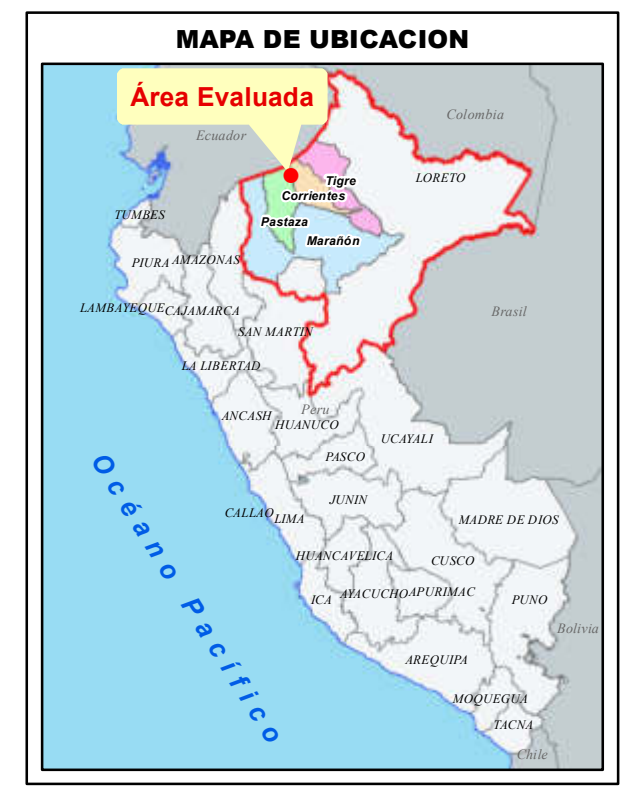 MAPA DE UBICACION
Área Evaluada
Colombia
Ecuador
LORETO
Tigre
Corrientes
TUMBES
Pastaza
Marañón
PIURA
AMAZONAS
LAMBAYEQUE
CAJAMARCA
Brasil
SAN MARTIN
LA LIBERTAD
Peru
ANCASH
HUANUCO
UCAYALI
PASCO
Océano Pacífico
JUNIN
CALLAO
LIMA
MADRE DE DIOS
HUANCAVELICA
CUSCO
ICA
AYACUCHO
APURIMAC
PUNO
Bolivia
AREQUIPA
MOQUEGUA
TACNA
Chile